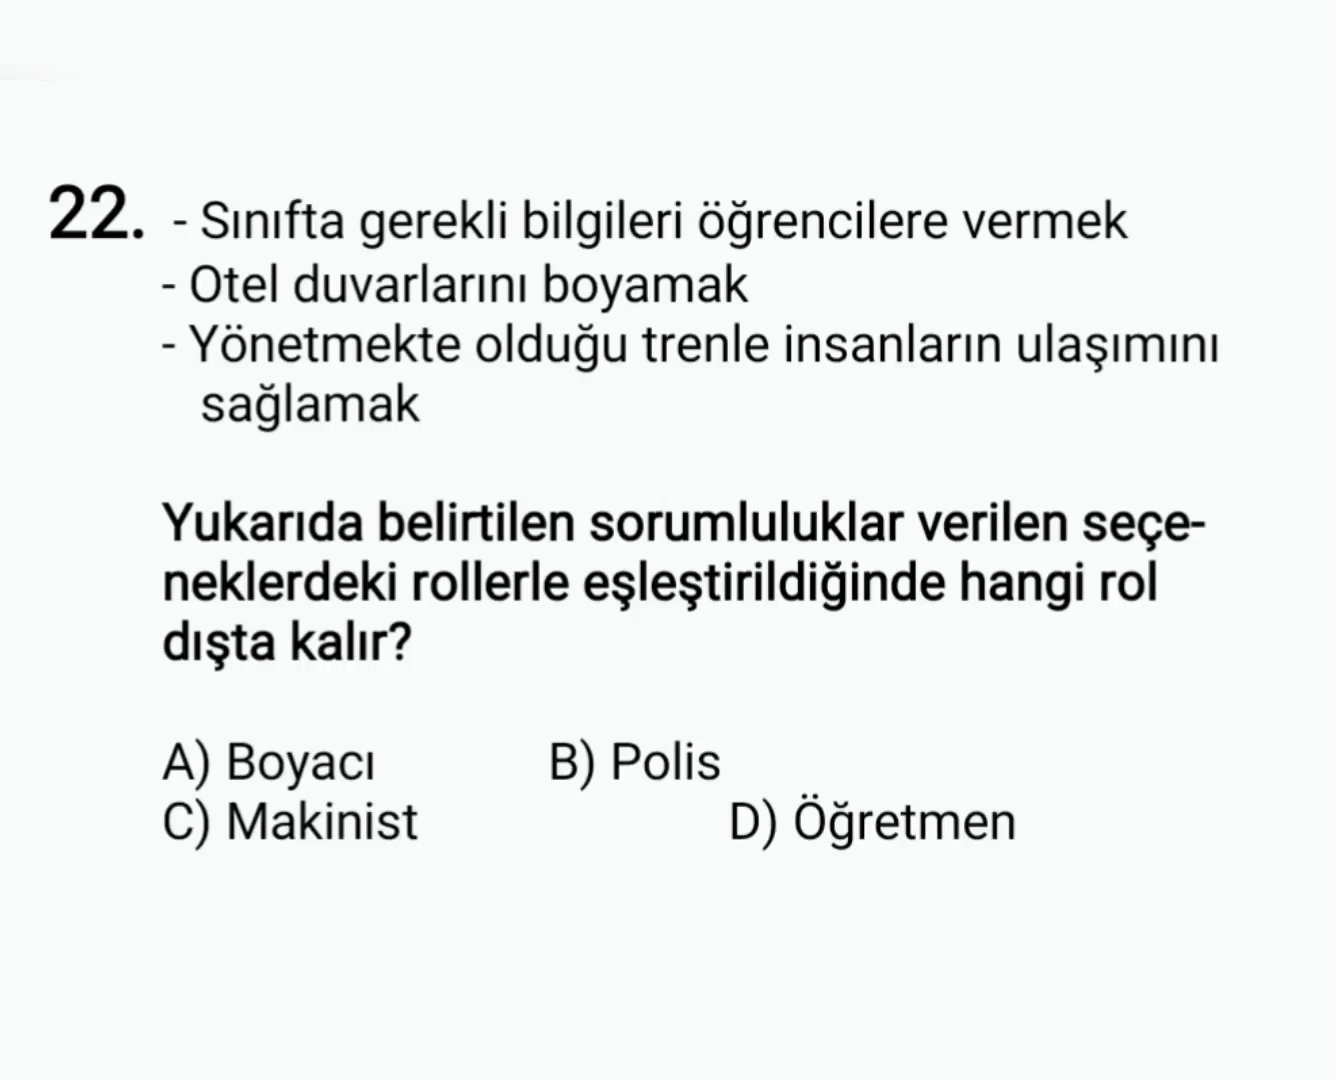 22. - Sınıfta gerekli bilgileri öğrencilere vermek
- Otel duvarlarını boyamak
- Yönetmekte olduğu trenle insanların ulaşımını
sağlamak
Yukarıda belirtilen sorumluluklar verilen seçe-
neklerdeki rollerle eşleştirildiğinde hangi rol
dışta kalır?
A) Boyacı B) Polis
C) Makinist D) Öğretmen